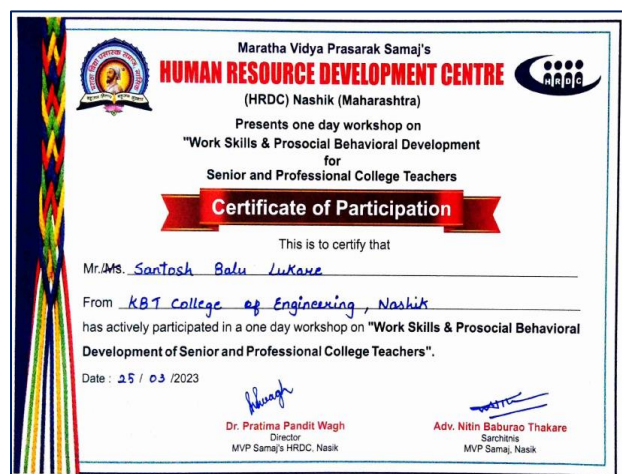 Maratha Vidya Prasarak Samaj's
HUMAN RESOURCE DEVELOPMENT CENTRE
HRDC
(HRDC) Nashik (Maharashtra)
Presents one day workshop on
"Work Skills & Prosocial Behavioral Development
for
Senior and Professional College Teachers
Certificate of Participation
This is to certify that
Mr./Ms. Santosh Balu Lukare
From KBT College of Engineering, Nashik
has actively participated in a one day workshop on "Work Skills & Prosocial Behavioral
Development of Senior and Professional College Teachers".
Date : 25 / 03 /2023
Dr. Pratima Pandit Wagh
Director
MVP Samaj's HRDC, Nasik
Adv. Nitin Baburao Thakare
Sarchitnis
MVP Samaj, Nasik